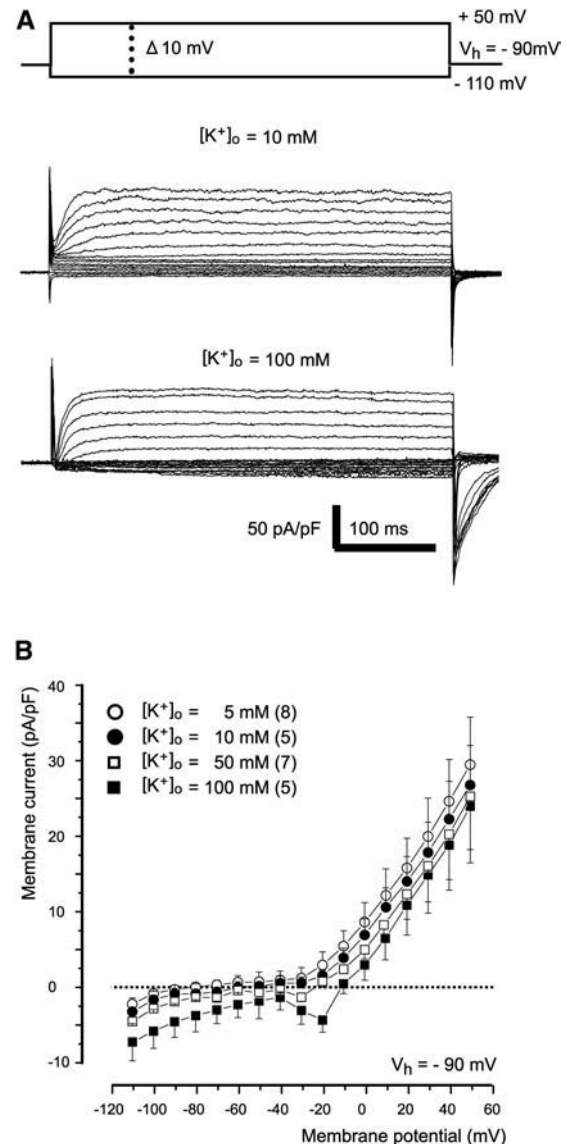 A
+ 50 mV
Δ 10 mV
Vh = - 90mV
- 110 mV
[K+]o = 10 mM
[K+]o = 100 mM
50 pA/pF
100 ms
B
Membrane current (pA/pF)
40
30
20
10
0
-10
[K+]o = 5 mM (8)
[K+]o = 10 mM (5)
[K+]o = 50 mM (7)
[K+]o = 100 mM (5)
Vh = - 90 mV
-120 -100 -80 -60 -40 -20 0 20 40 60
Membrane potential (mV)